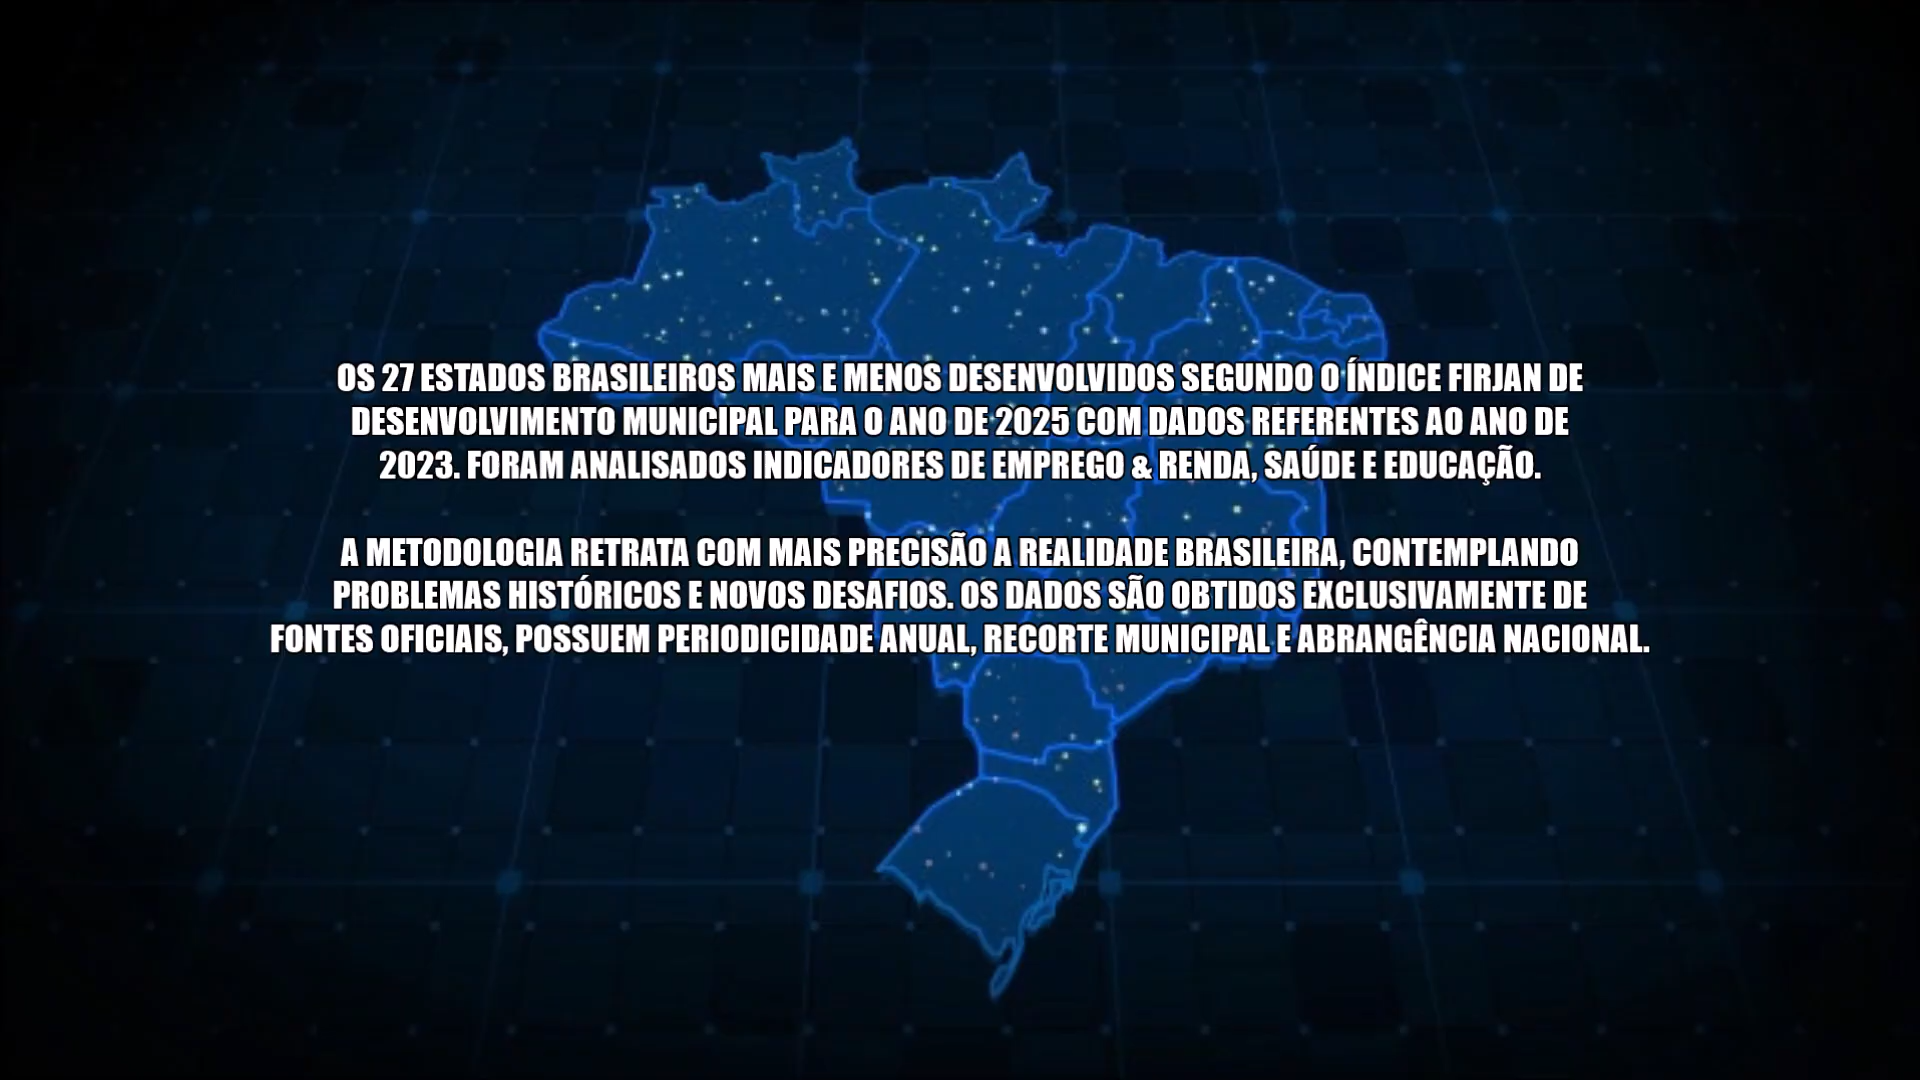 OS 27 ESTADOS BRASILEIROS MAIS E MENOS DESENVOLVIDOS SEGUNDO O ÍNDICE FIRJAN DE
DESENVOLVIMENTO MUNICIPAL PARA O ANO DE 2025 COM DADOS REFERENTES AO ANO DE
2023. FORAM ANALISADOS INDICADORES DE EMPREGO & RENDA, SAÚDE E EDUCAÇÃO.
A METODOLOGIA RETRATA COM MAIS PRECISÃO A REALIDADE BRASILEIRA, CONTEMPLANDO
PROBLEMAS HISTÓRICOS E NOVOS DESAFIOS. OS DADOS SÃO OBTIDOS EXCLUSIVAMENTE DE
FONTES OFICIAIS, POSSUEM PERIODICIDADE ANUAL, RECORTE MUNICIPAL E ABRANGÊNCIA NACIONAL.